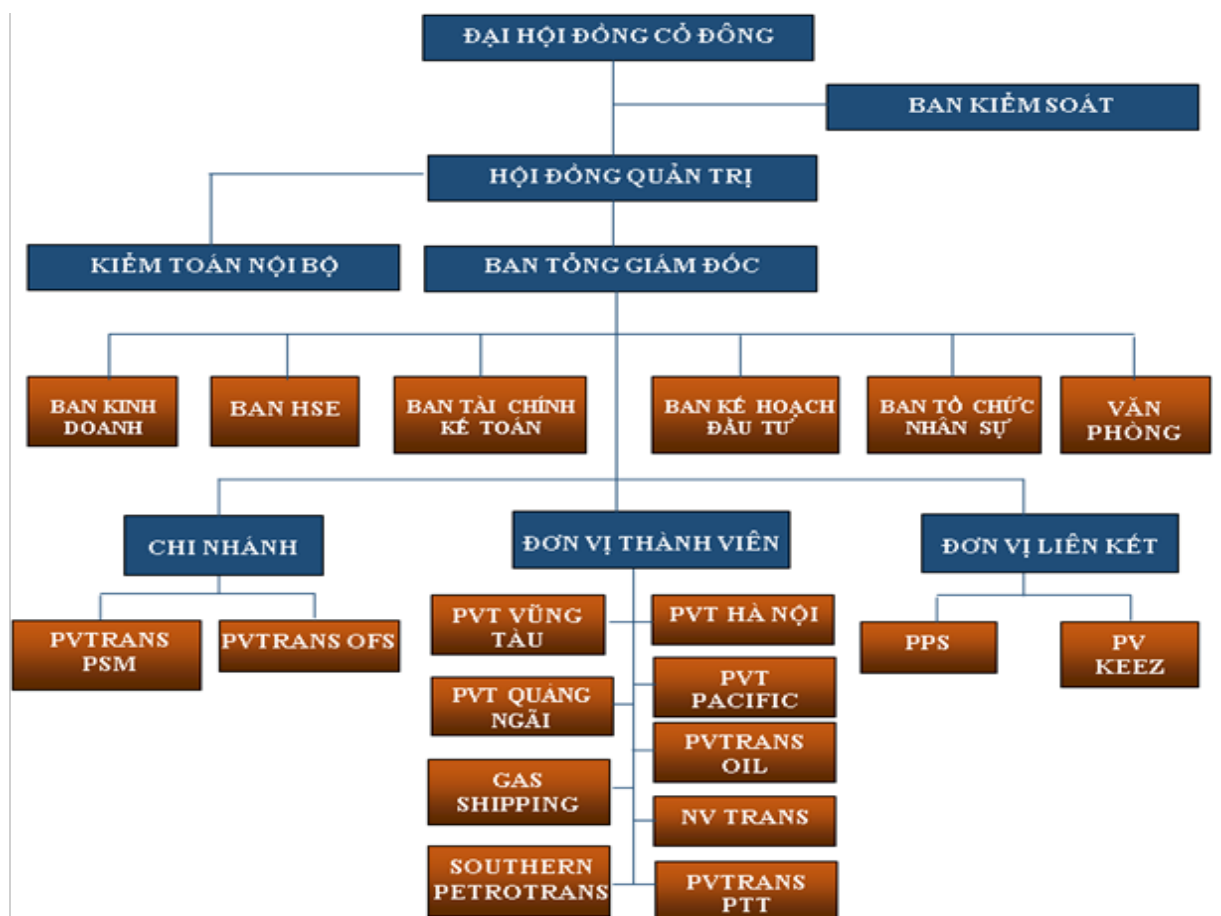 ĐẠI HỘI ĐỒNG CỔ ĐÔNG
BAN KIỂM SOÁT
HỘI ĐỒNG QUẢN TRỊ
KIỂM TOÁN NỘI BỘ
BAN TỔNG GIÁM ĐỐC
BAN KINH
DOANH
BAN HSE
BAN TÀI CHÍNH
KẾ TOÁN
BAN KẾ HOẠCH
ĐẦU TƯ
BAN TỔ CHỨC
NHÂN SỰ
VĂN
PHÒNG
CHI NHÁNH
ĐƠN VỊ THÀNH VIÊN
ĐƠN VỊ LIÊN KẾT
PVTRANS
PSM
PVTRANS OFS
PVT VŨNG
TÀU
PVT HÀ NỘI
PPS
PV
KEEZ
PVT QUẢNG
NGÃI
PVT
PACIFIC
GAS
SHIPPING
PVTRANS
OIL
NV TRANS
SOUTHERN
PETROTRANS
PVTRANS
PTT